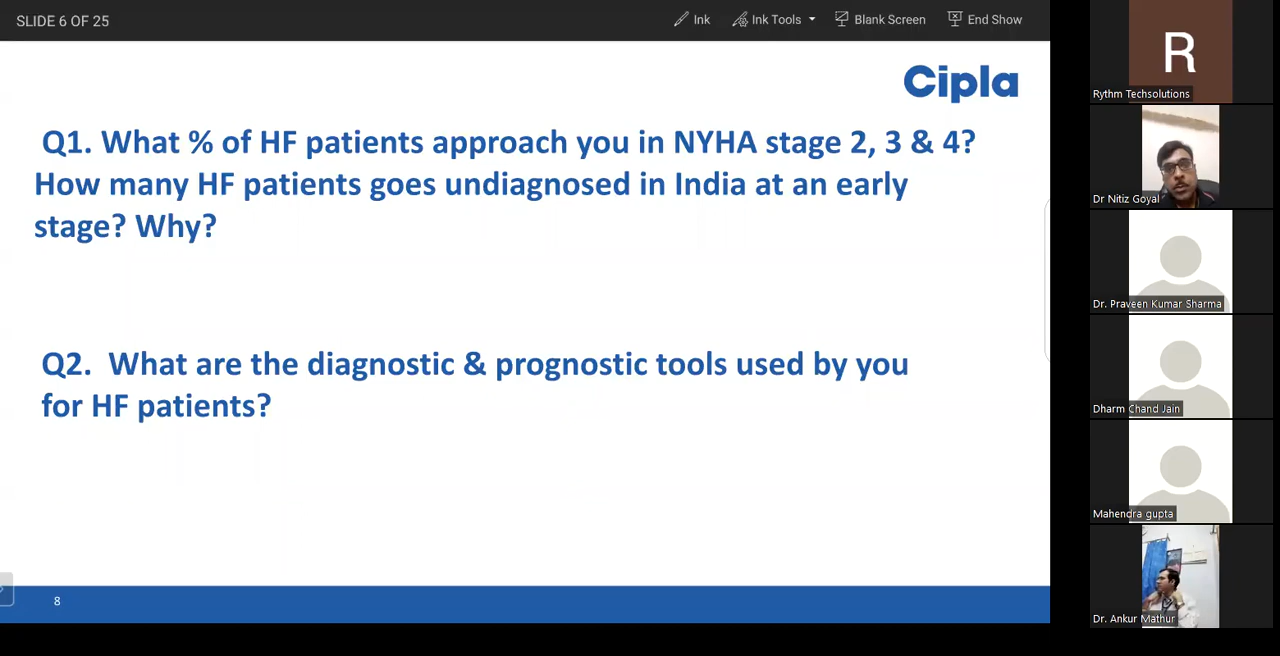 SLIDE 6 OF 25
Ink
Ink Tools
Blank Screen
End Show
Cipla
Q1. What % of HF patients approach you in NYHA stage 2, 3 & 4?
How many HF patients goes undiagnosed in India at an early
stage? Why?
Q2. What are the diagnostic & prognostic tools used by you
for HF patients?
8
R
Rythm Techsolutions
Dr Nitiz Goyal
Dr. Praveen Kumar Sharma
Dharm Chand Jain
Mahendra gupta
Dr. Ankur Mathur